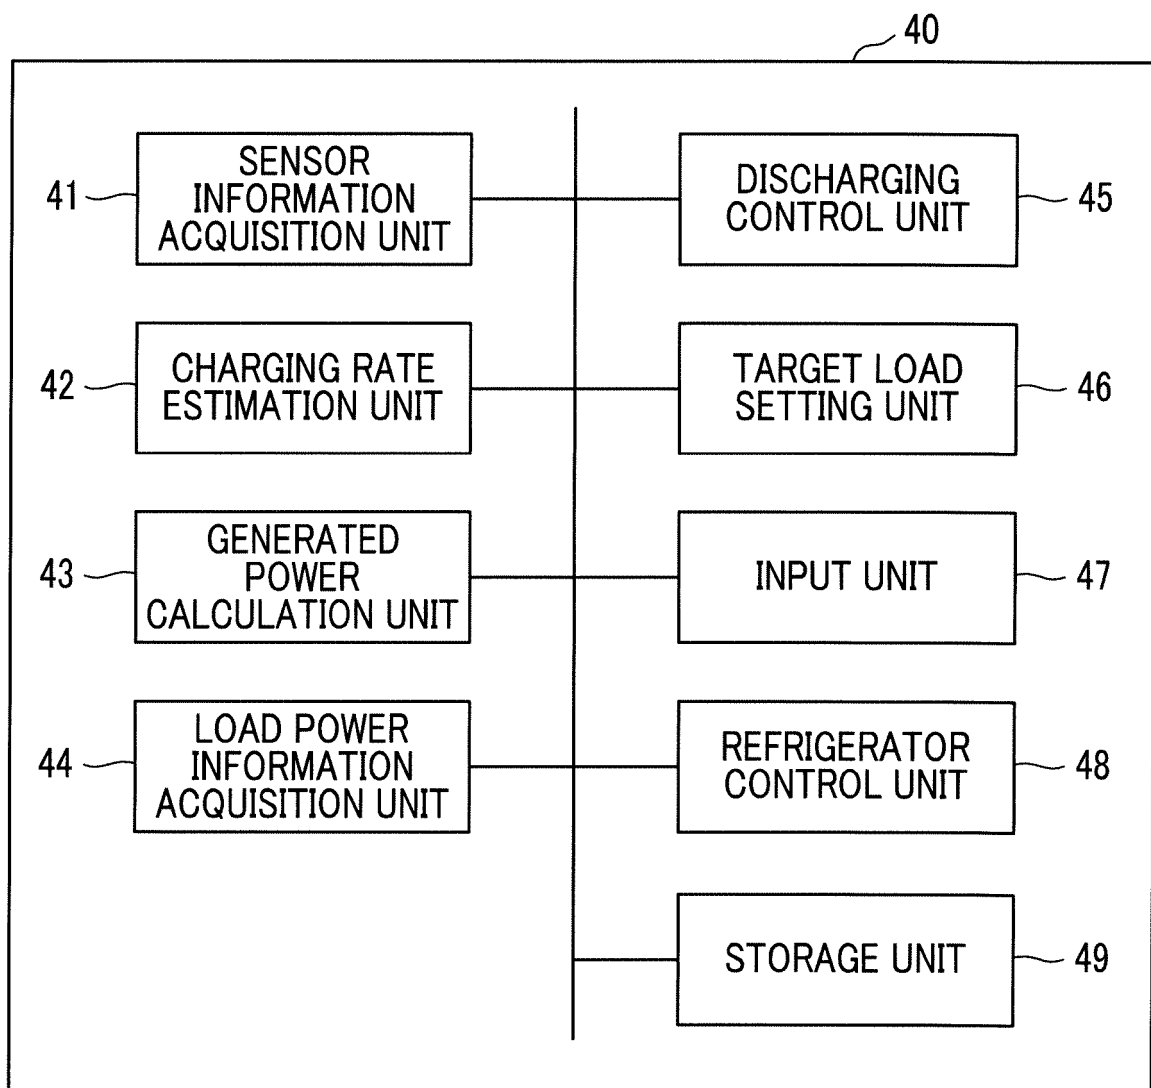 40
SENSOR
INFORMATION
ACQUISITION UNIT
41
CHARGING RATE
ESTIMATION UNIT
42
GENERATED
POWER
CALCULATION UNIT
43
LOAD POWER
INFORMATION
ACQUISITION UNIT
44
DISCHARGING
CONTROL UNIT
45
TARGET LOAD
SETTING UNIT
46
INPUT UNIT
47
REFRIGERATOR
CONTROL UNIT
48
STORAGE UNIT
49